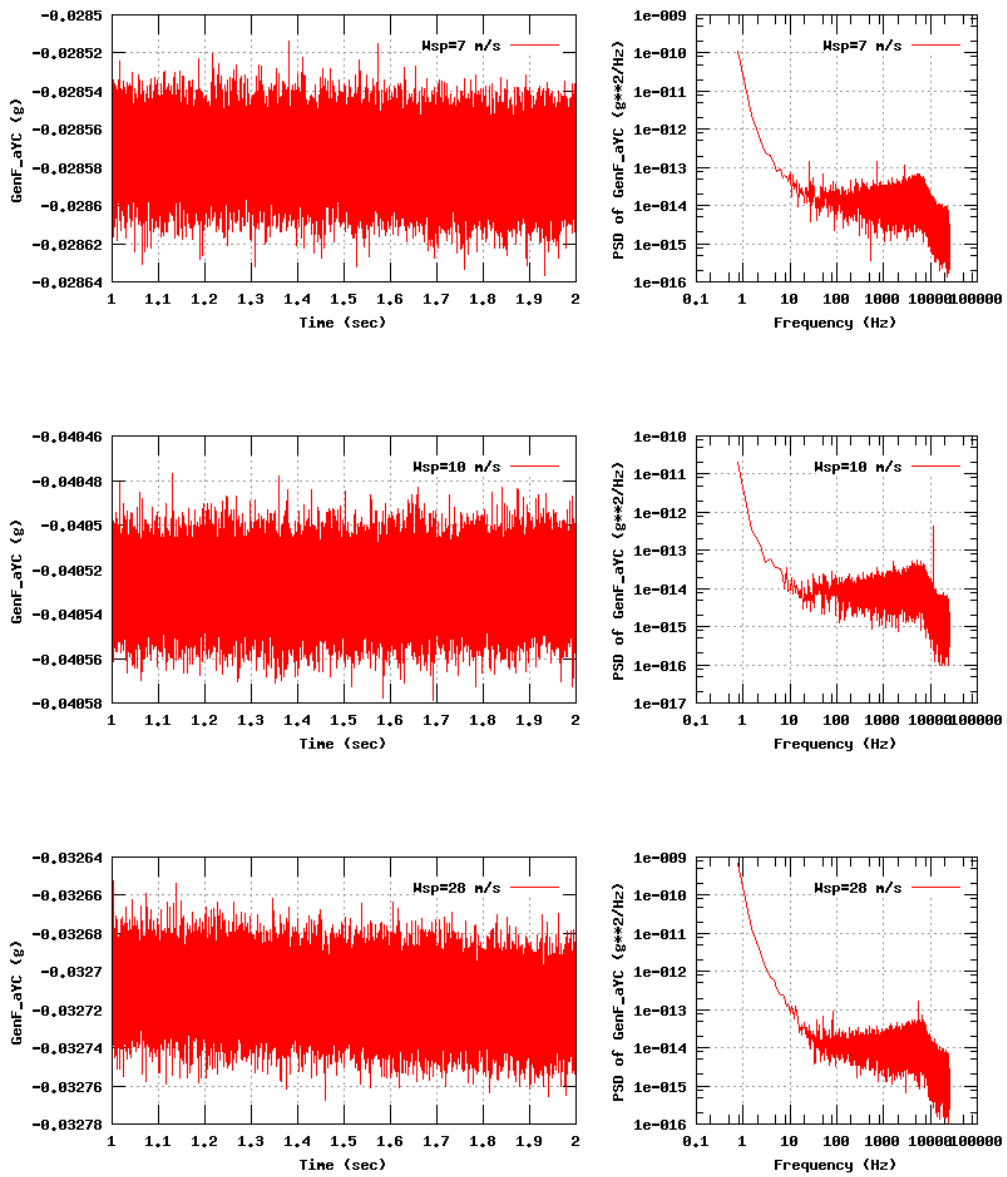 -0.0285
-0.02852
-0.02854
-0.02856
-0.02858
-0.0286
-0.02862
-0.02864
GenF_aYC (g)
Wsp=7 m/s
1 1.1 1.2 1.3 1.4 1.5 1.6 1.7 1.8 1.9 2
Time (sec)
1e-009
1e-010
1e-011
1e-012
1e-013
1e-014
1e-015
1e-016
PSD of GenF_aYC (g**2/Hz)
Wsp=7 m/s
0.1 1 10 100 1000 10000 100000
Frequency (Hz)
-0.04046
-0.04048
-0.0405
-0.04052
-0.04054
-0.04056
-0.04058
GenF_aYC (g)
Wsp=10 m/s
1 1.1 1.2 1.3 1.4 1.5 1.6 1.7 1.8 1.9 2
Time (sec)
1e-010
1e-011
1e-012
1e-013
1e-014
1e-015
1e-016
1e-017
PSD of GenF_aYC (g**2/Hz)
Wsp=10 m/s
0.1 1 10 100 1000 10000 100000
Frequency (Hz)
-0.03264
-0.03266
-0.03268
-0.0327
-0.03272
-0.03274
-0.03276
-0.03278
GenF_aYC (g)
Wsp=28 m/s
1 1.1 1.2 1.3 1.4 1.5 1.6 1.7 1.8 1.9 2
Time (sec)
1e-009
1e-010
1e-011
1e-012
1e-013
1e-014
1e-015
1e-016
PSD of GenF_aYC (g**2/Hz)
Wsp=28 m/s
0.1 1 10 100 1000 10000 100000
Frequency (Hz)